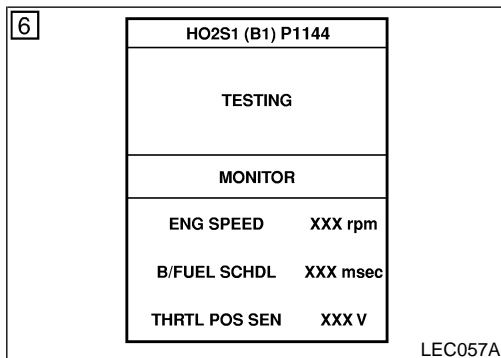 6
HO2S1 (B1) P1144
TESTING
MONITOR
ENG SPEED XXX rpm
B/FUEL SCHDL XXX msec
THRTL POS SEN XXX V
LEC057A